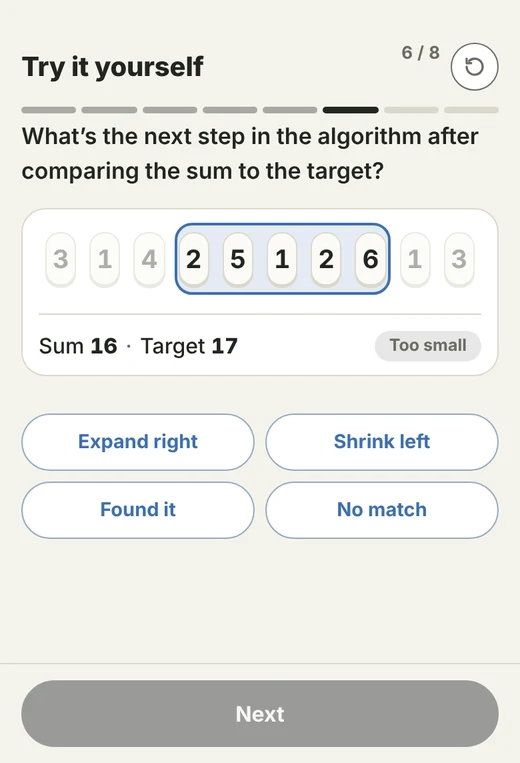 Try it yourself
6 / 8
What’s the next step in the algorithm after
comparing the sum to the target?
3 1 4 2 5 1 2 6 1 3
Sum 16 · Target 17
Too small
Expand right
Shrink left
Found it
No match
Next